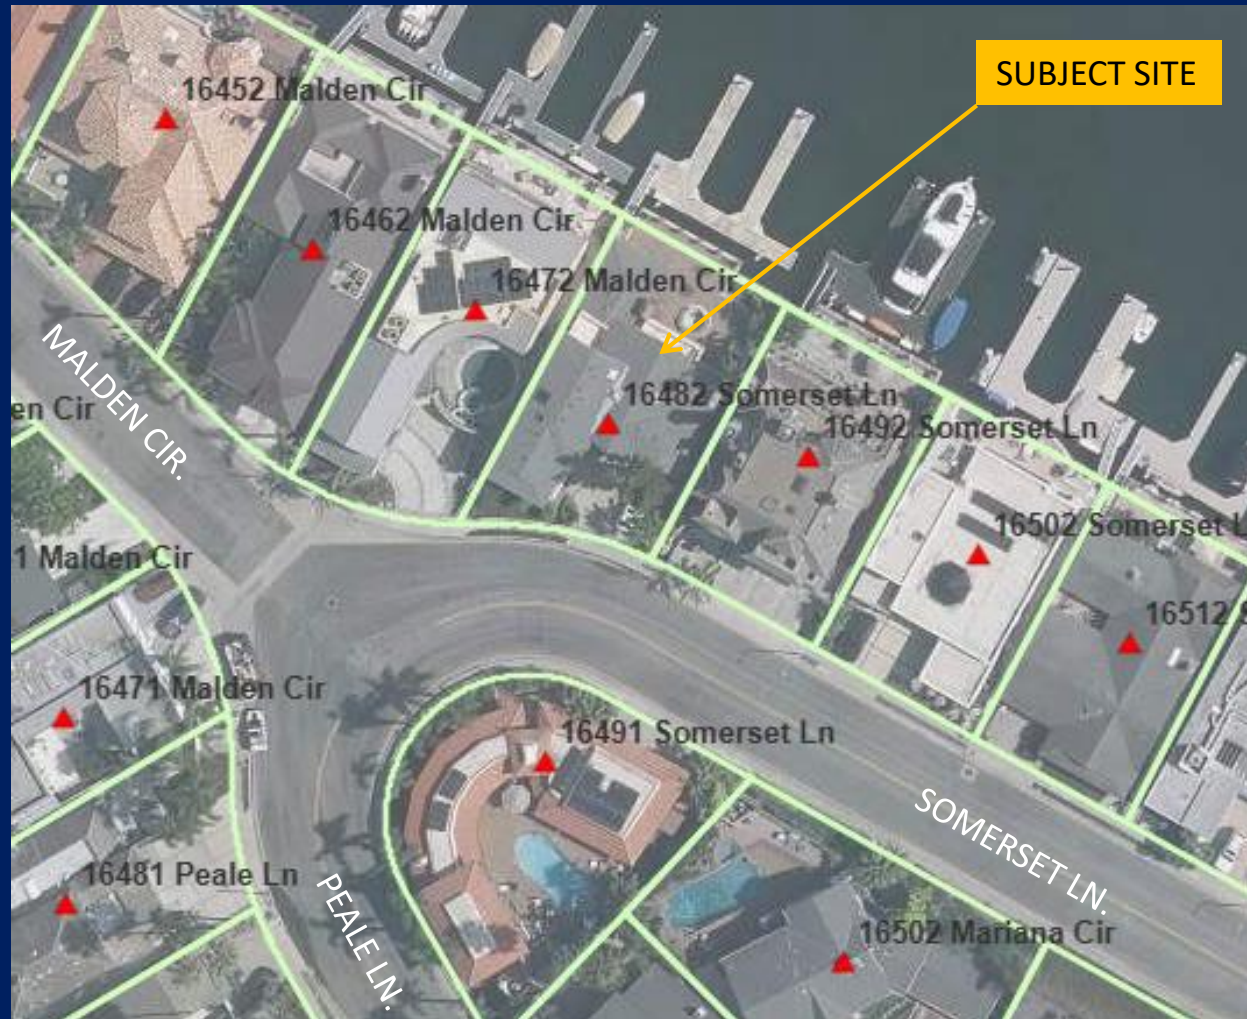 SUBJECT SITE
16452 Malden Cir
16462 Malden Cir
16472 Malden Cir
16482 Somerset Ln
16492 Somerset Ln
MALDEN CIR.
en Cir
16502 Somerset L
1 Malden Cir
16512 S
16471 Malden Cir
16491 Somerset Ln
SOMERSET LN.
16481 Peale Ln
PEALE LN.
16502 Mariana Cir